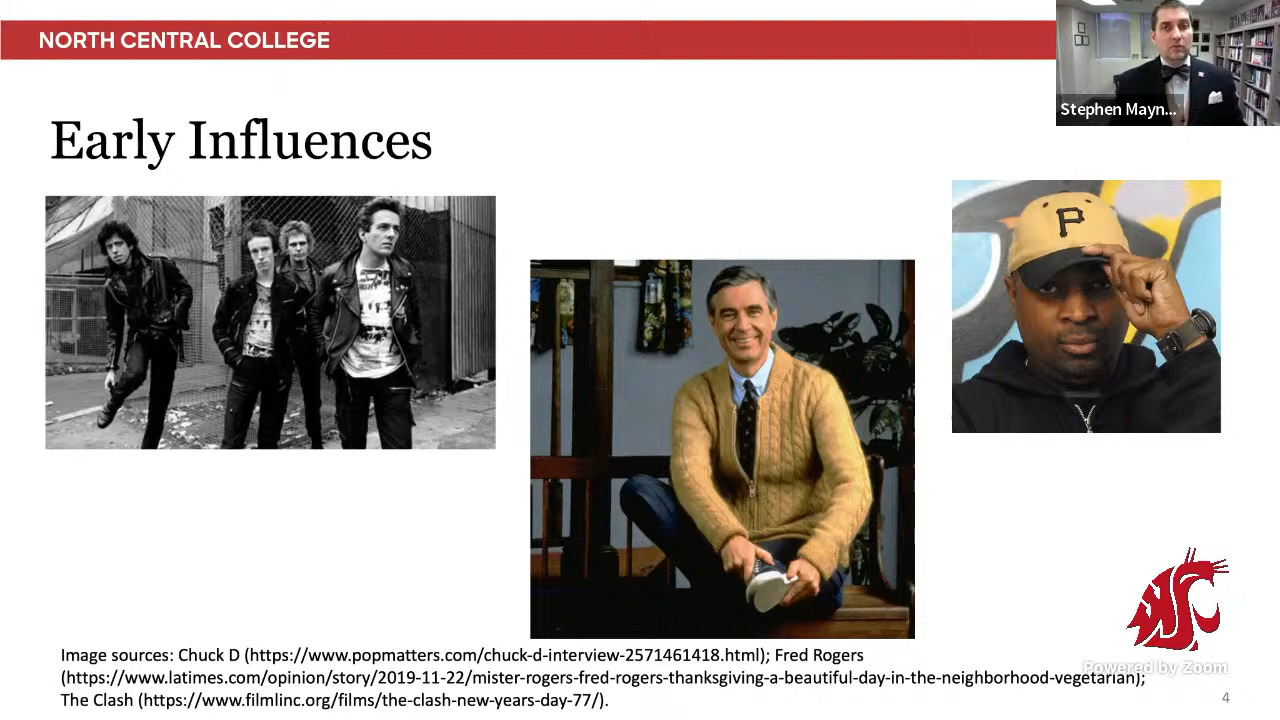 NORTH CENTRAL COLLEGE
Stephen Mayn...
Early Influences
P
Image sources: Chuck D (https://www.popmatters.com/chuck-d-interview-2571461418.html); Fred Rogers
(https://www.latimes.com/opinion/story/2019-11-22/mister-rogers-fred-rogers-thanksgiving-a-beautiful-day-in-the-neighborhood-vegetarian);
The Clash (https://www.filmlinc.org/films/the-clash-new-years-day-77/).
Powered by Zoom
4